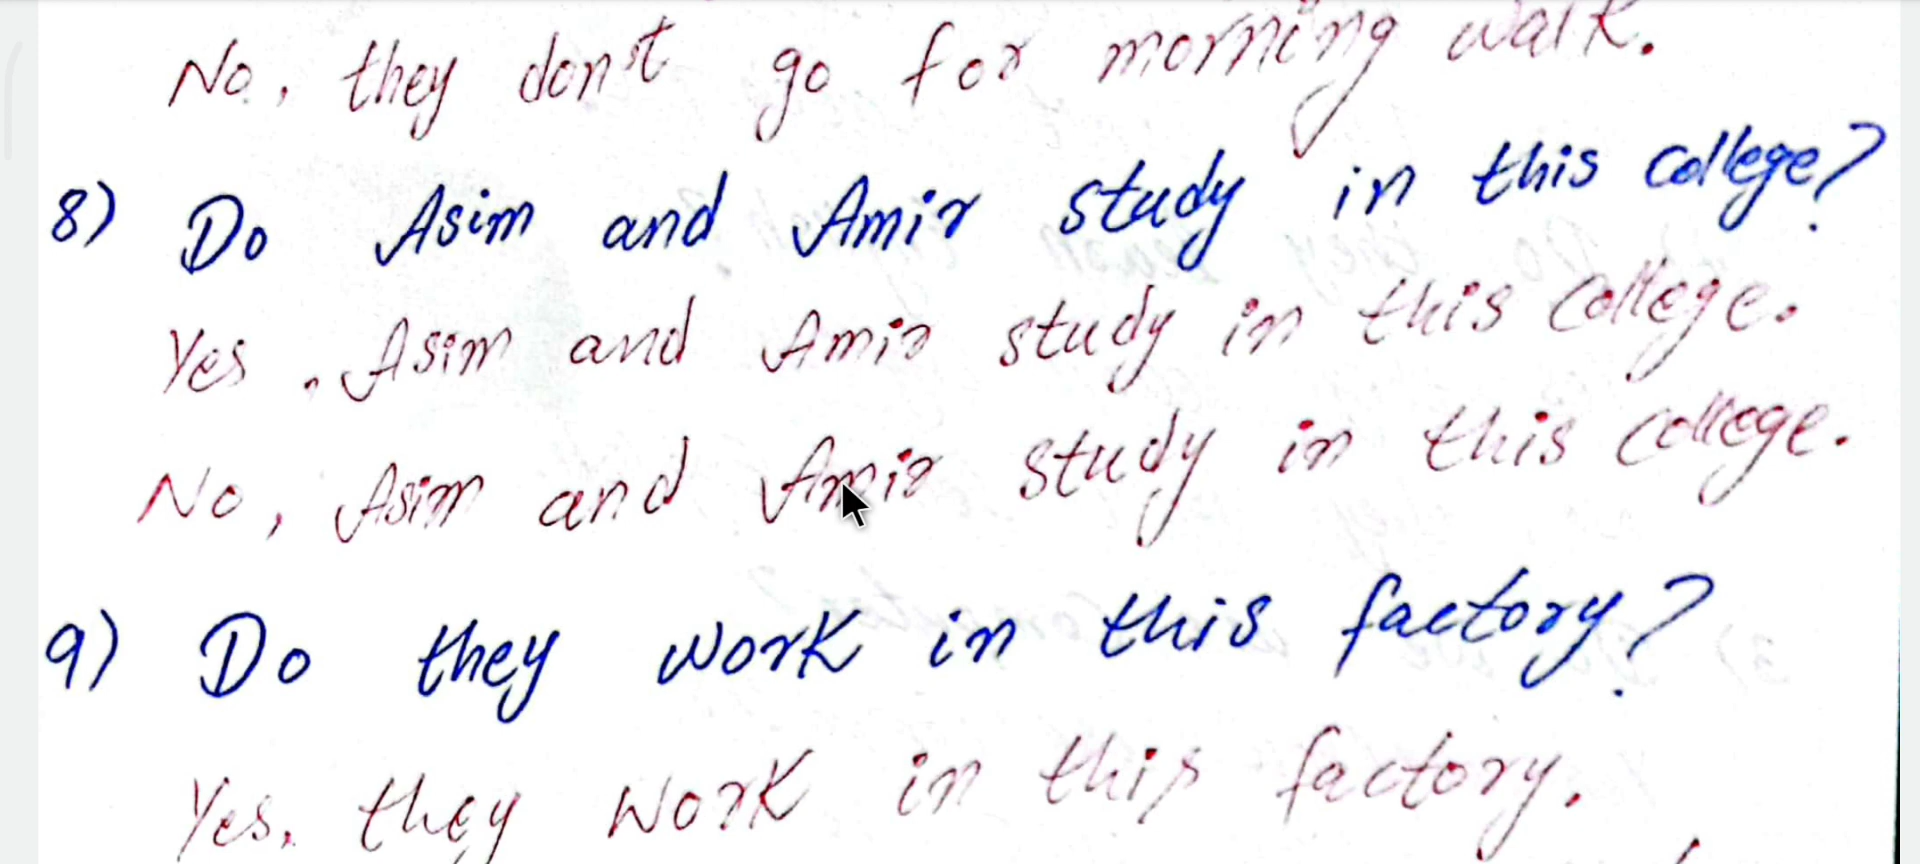 No, they don't go for morning walk.
8) Do Asim and Amir study in this college?
Yes, Asim and Amir study in this college.
No, Asim and Amir study in this college.
9) Do they work in this factory?
Yes, they work in this factory.